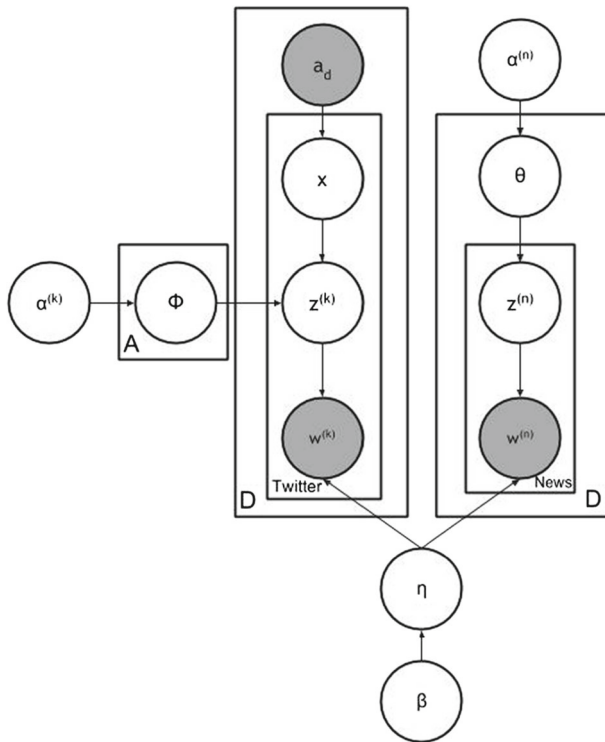 a_d
α^(n)
x
θ
α^(k)
Φ
z^(k)
z^(n)
A
w^(k)
w^(n)
Twitter
News
D
D
η
β